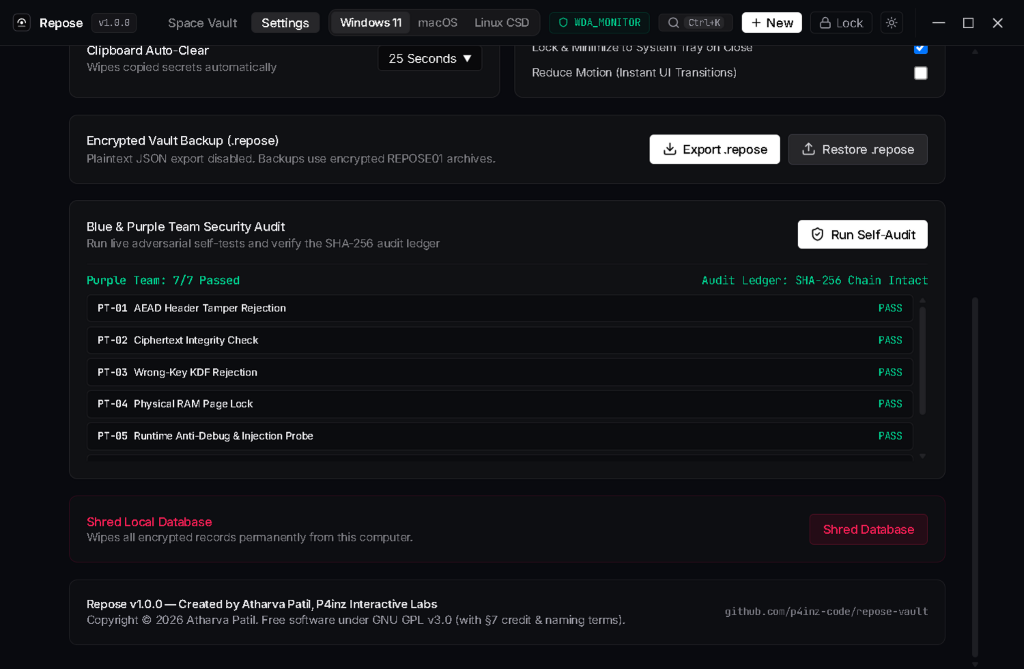 Repose v1.0.0 Space Vault Settings Windows 11 macOS Linux CSD WDA_MONITOR Ctrl+K + New Lock
Clipboard Auto-Clear
Wipes copied secrets automatically
25 Seconds ▼
Lock & Minimize to System Tray on Close
Reduce Motion (Instant UI Transitions)
Encrypted Vault Backup (.repose)
Plaintext JSON export disabled. Backups use encrypted REPOSE01 archives.
Export .repose
Restore .repose
Blue & Purple Team Security Audit
Run live adversarial self-tests and verify the SHA-256 audit ledger
Run Self-Audit
Purple Team: 7/7 Passed
Audit Ledger: SHA-256 Chain Intact
PT-01 AEAD Header Tamper Rejection PASS
PT-02 Ciphertext Integrity Check PASS
PT-03 Wrong-Key KDF Rejection PASS
PT-04 Physical RAM Page Lock PASS
PT-05 Runtime Anti-Debug & Injection Probe PASS
Shred Local Database
Wipes all encrypted records permanently from this computer.
Shred Database
Repose v1.0.0 — Created by Atharva Patil, P4inz Interactive Labs
Copyright © 2026 Atharva Patil. Free software under GNU GPL v3.0 (with §7 credit & naming terms).
github.com/p4inz-code/repose-vault